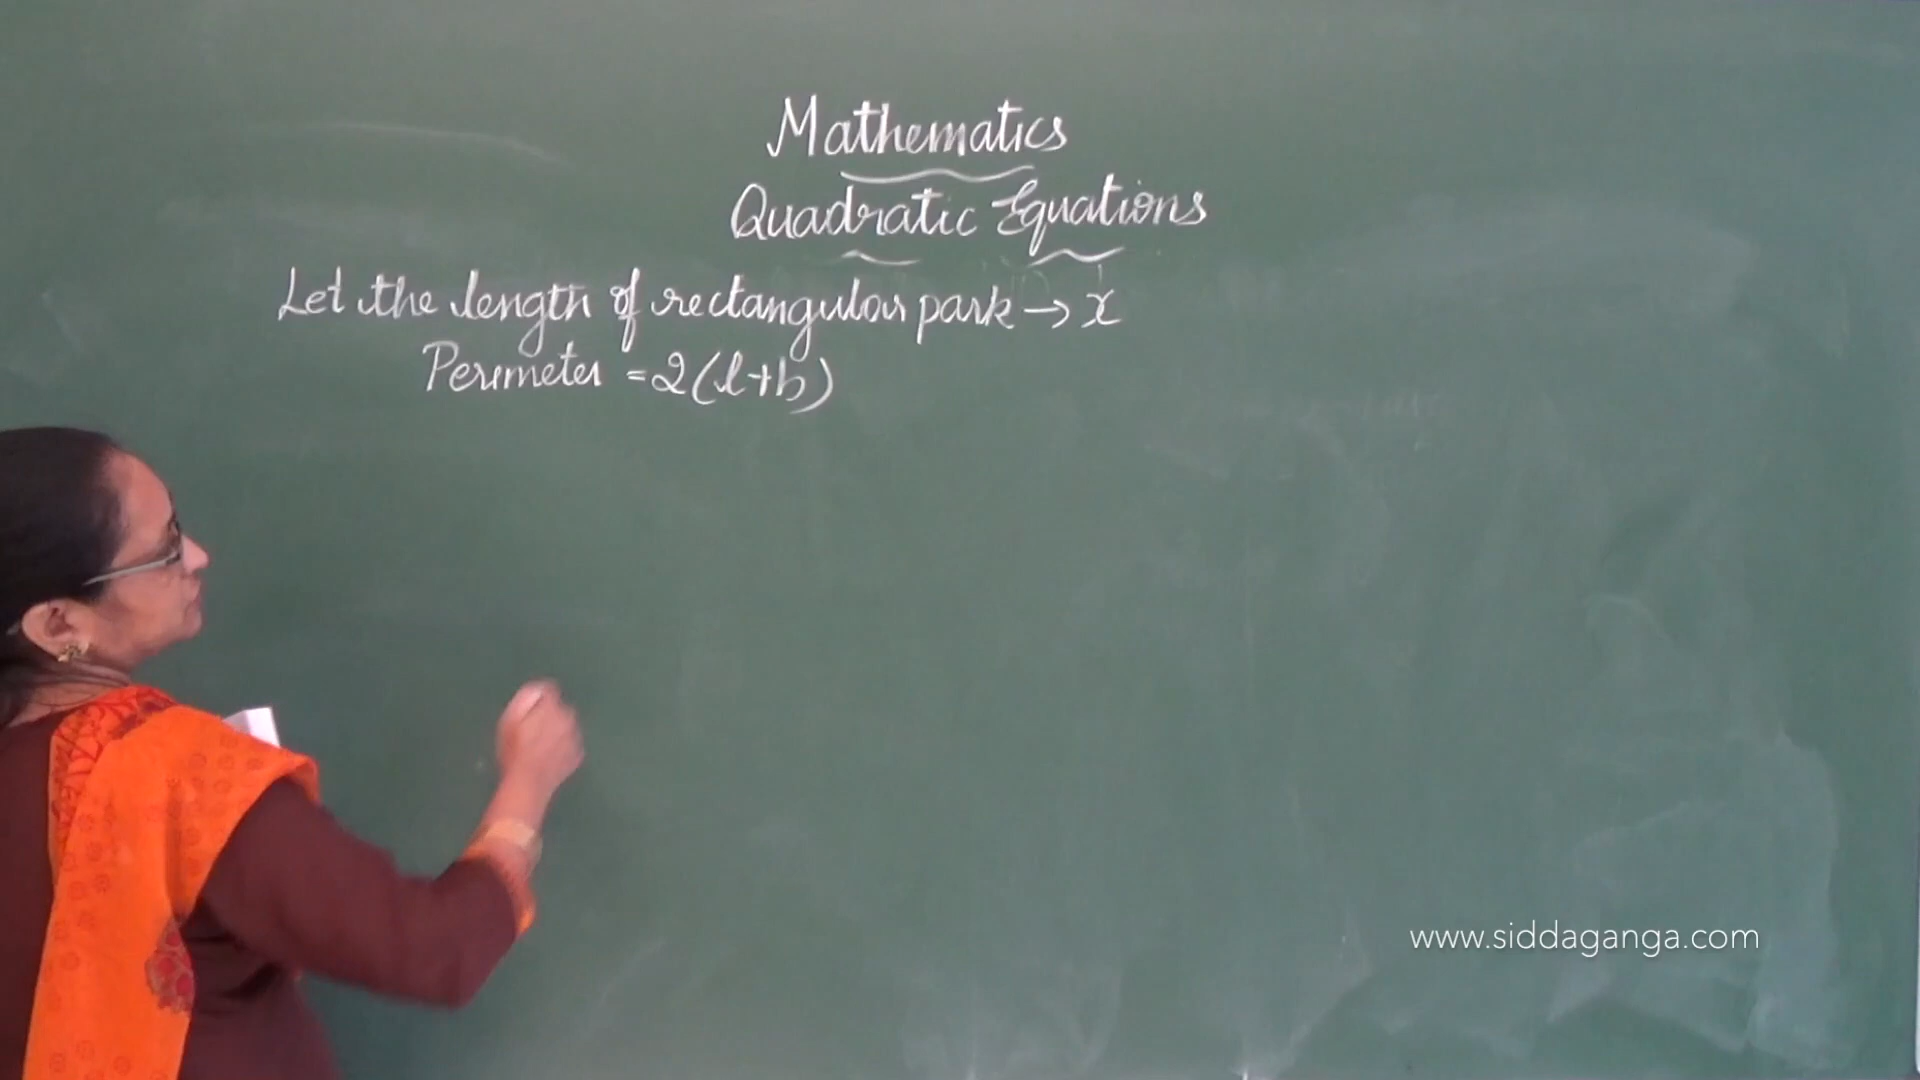 Mathematics
Quadratic Equations
Let the length of rectangular park → x
Perimeter = 2(l+b)
www.siddaganga.com